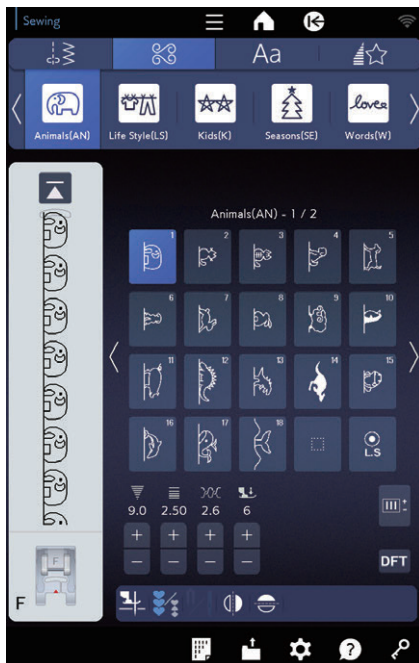 Sewing
Aa
Animals(AN) Life Style(LS) Kids(K) Seasons(SE) Words(W)
love
Animals(AN) - 1 / 2
1 2 3 4 5
6 7 8 9 10
11 12 13 14 15
16 17 18 L.S
9.0 2.50 2.6 6
+ + + +
− − − −
DFT
F
F
?